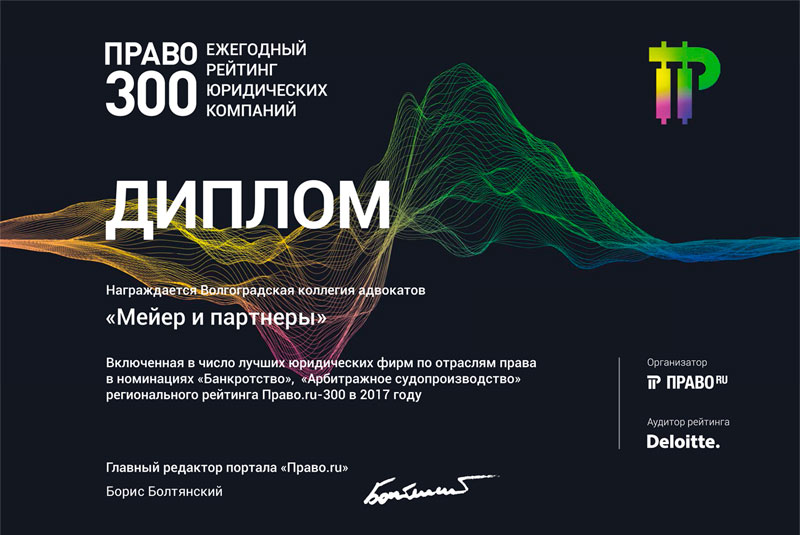 ПРАВО
300
ЕЖЕГОДНЫЙ
РЕЙТИНГ
ЮРИДИЧЕСКИХ
КОМПАНИЙ
ДИПЛОМ
Награждается Волгоградская коллегия адвокатов
«Мейер и партнеры»
Включенная в число лучших юридических фирм по отраслям права
в номинациях «Банкротство», «Арбитражное судопроизводство»
регионального рейтинга Право.ru-300 в 2017 году
Организатор
ПРАВО RU
Аудитор рейтинга
Deloitte.
Главный редактор портала «Право.ru»
Борис Болтянский